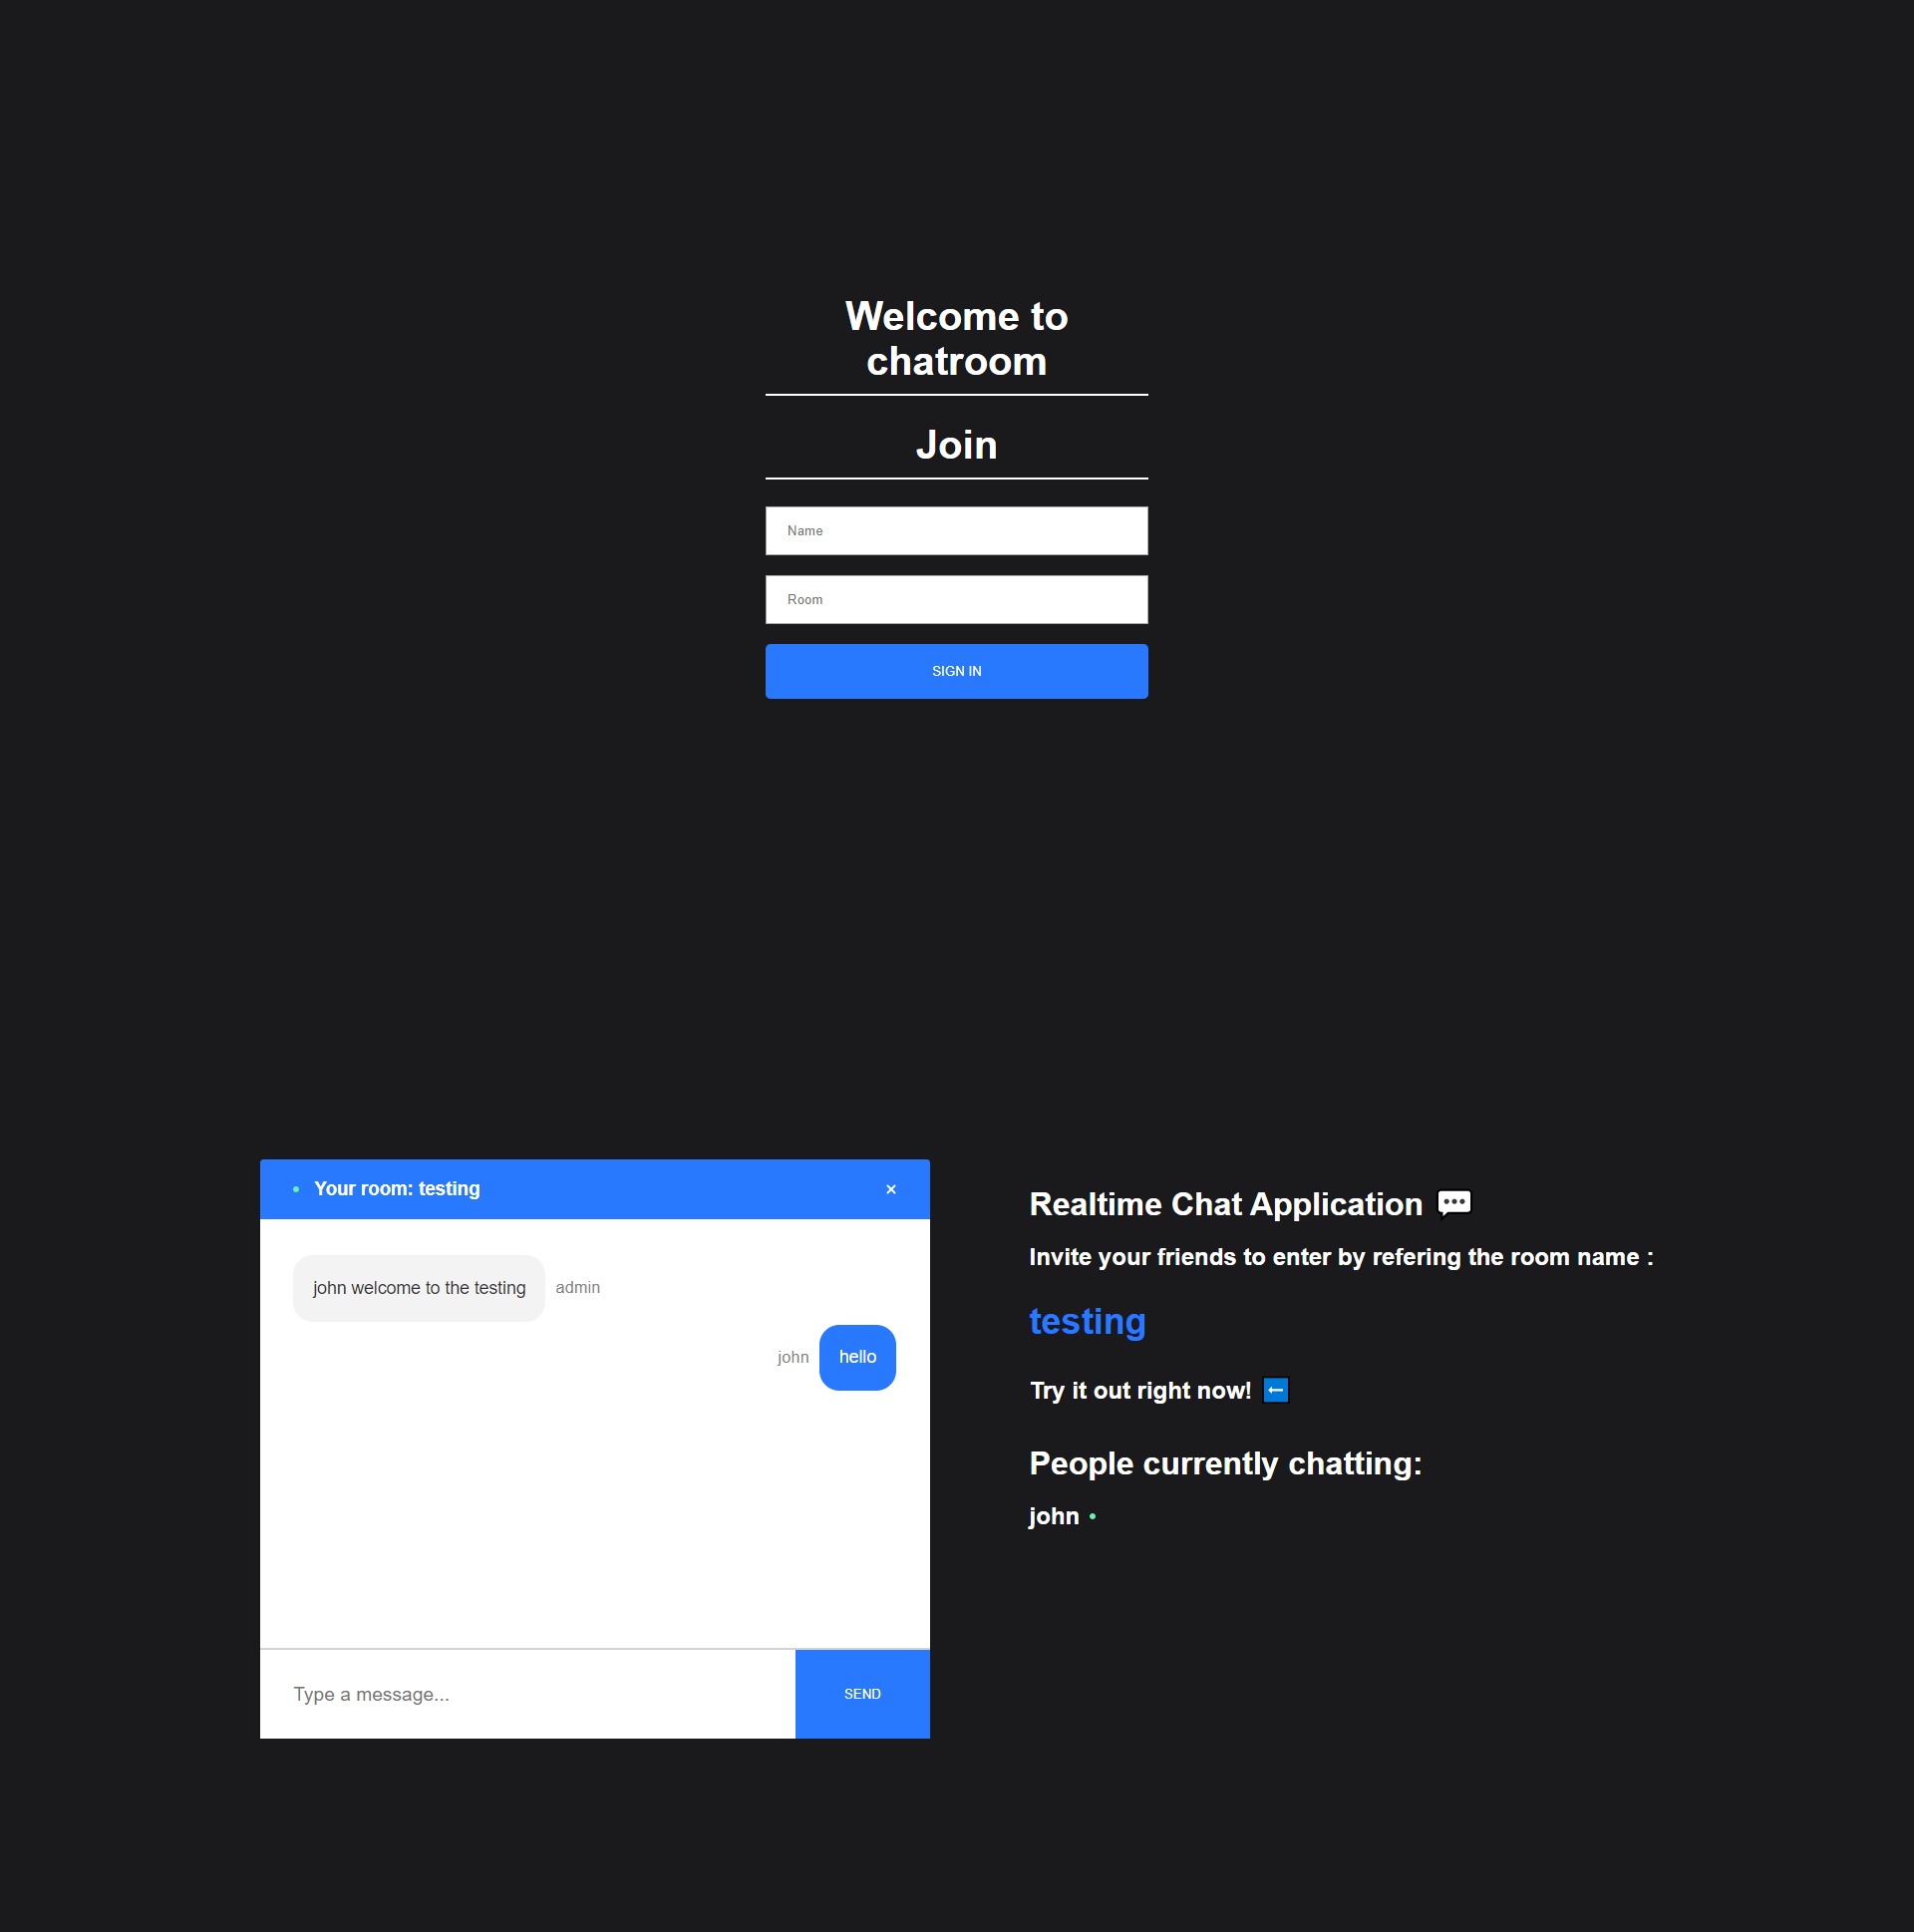 Welcome to
chatroom
Join
Name
Room
SIGN IN
Your room: testing
john welcome to the testing admin
john hello
Type a message...
SEND
Realtime Chat Application 💬
Invite your friends to enter by refering the room name :
testing
Try it out right now! ⬅
People currently chatting:
john